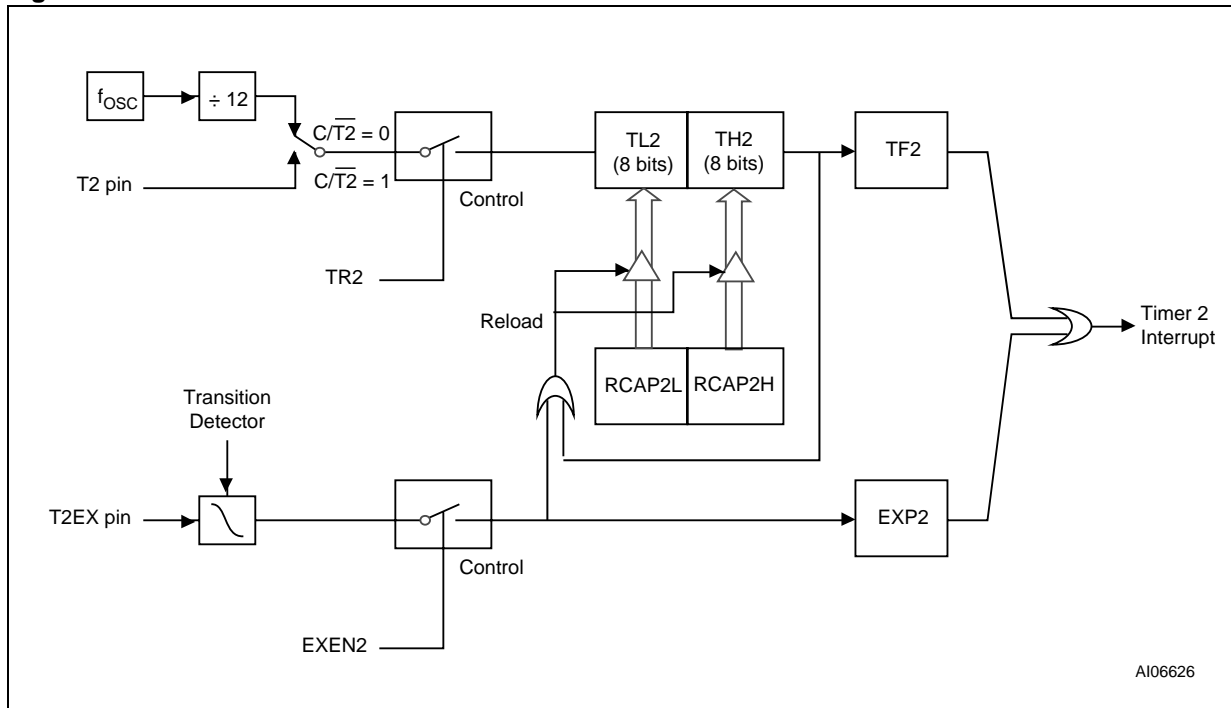 fOSC
÷ 12
C/T2 = 0
C/T2 = 1
T2 pin
Control
TR2
TL2
(8 bits)
TH2
(8 bits)
TF2
Reload
RCAP2L
RCAP2H
Timer 2
Interrupt
Transition
Detector
T2EX pin
Control
EXP2
EXEN2
AI06626